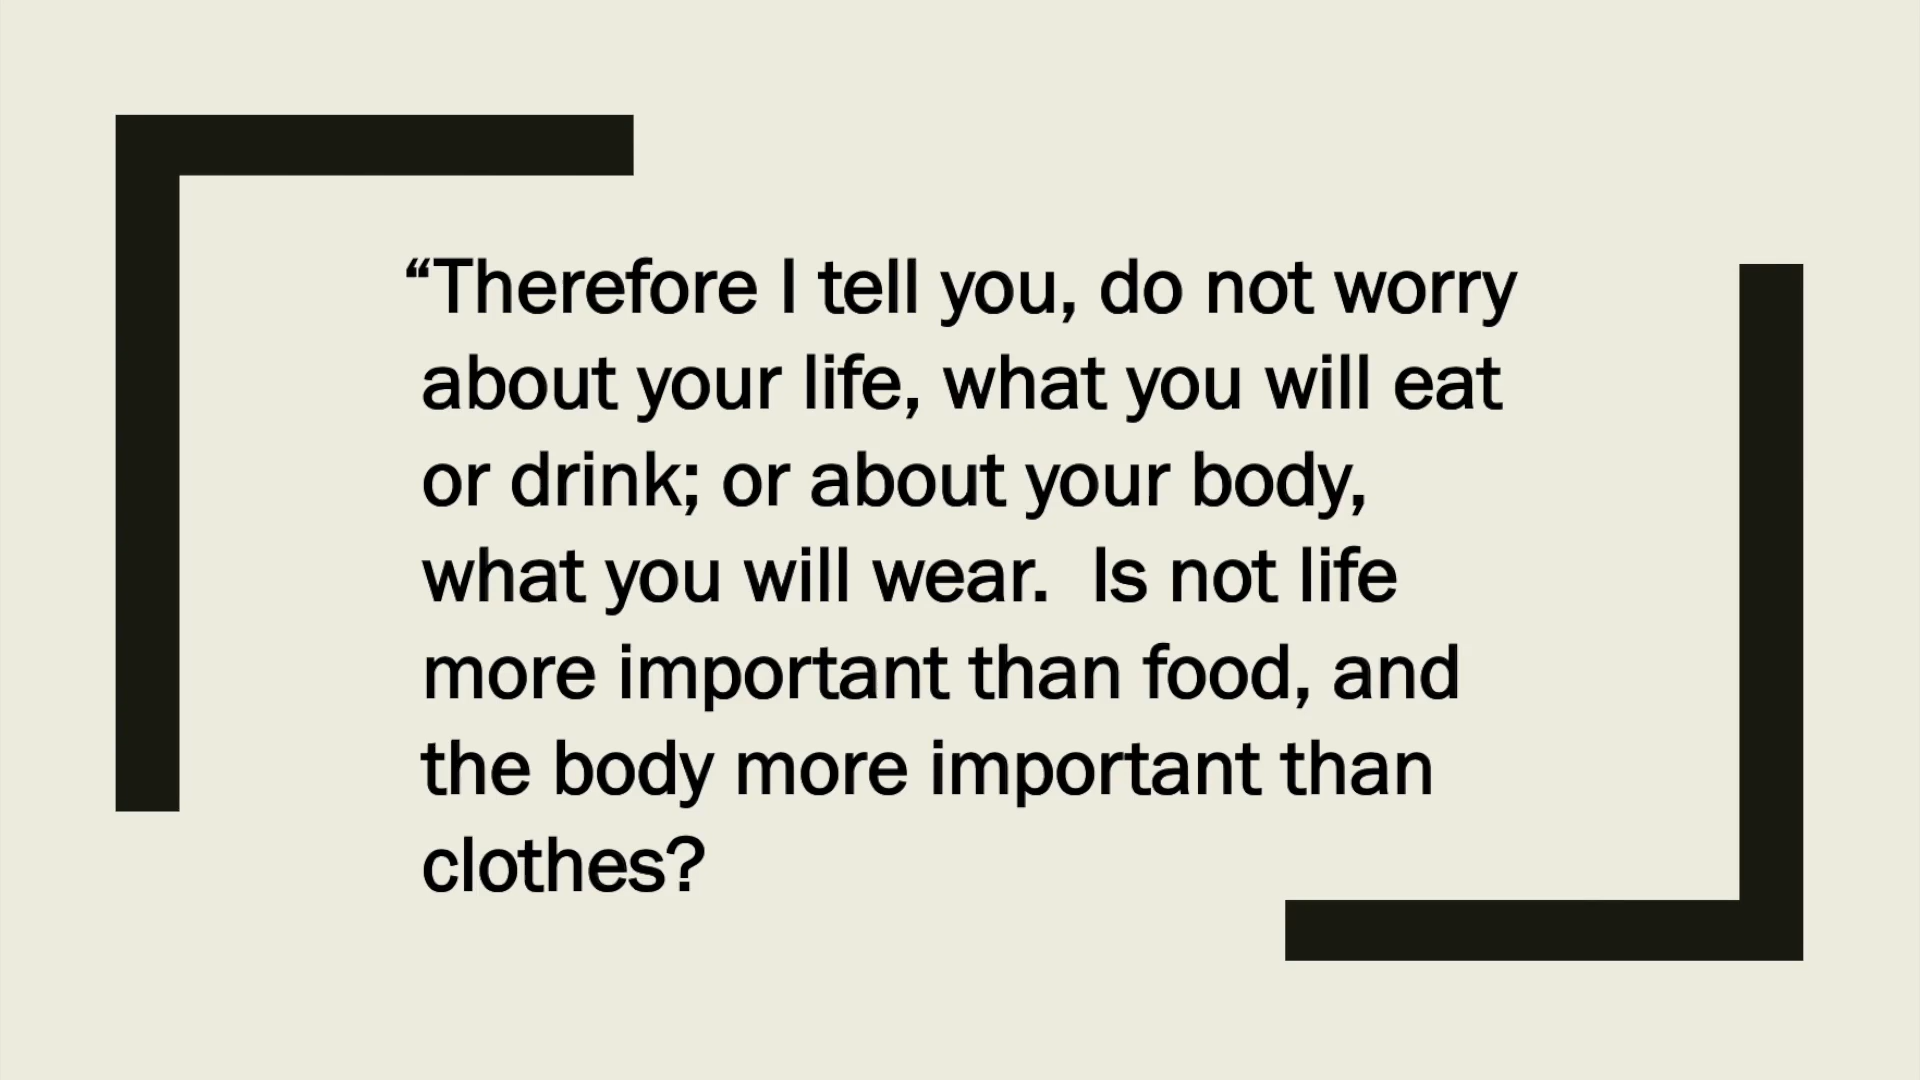 “Therefore I tell you, do not worry
about your life, what you will eat
or drink; or about your body,
what you will wear.  Is not life
more important than food, and
the body more important than
clothes?